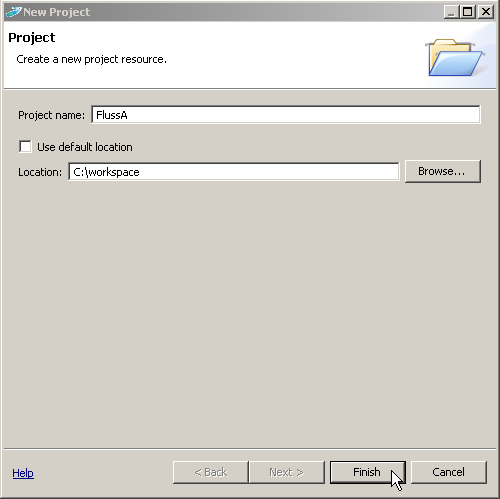 New Project
Project
Create a new project resource.
Project name: FlussA
Use default location
Location: C:\workspace Browse...
Help < Back Next > Finish Cancel